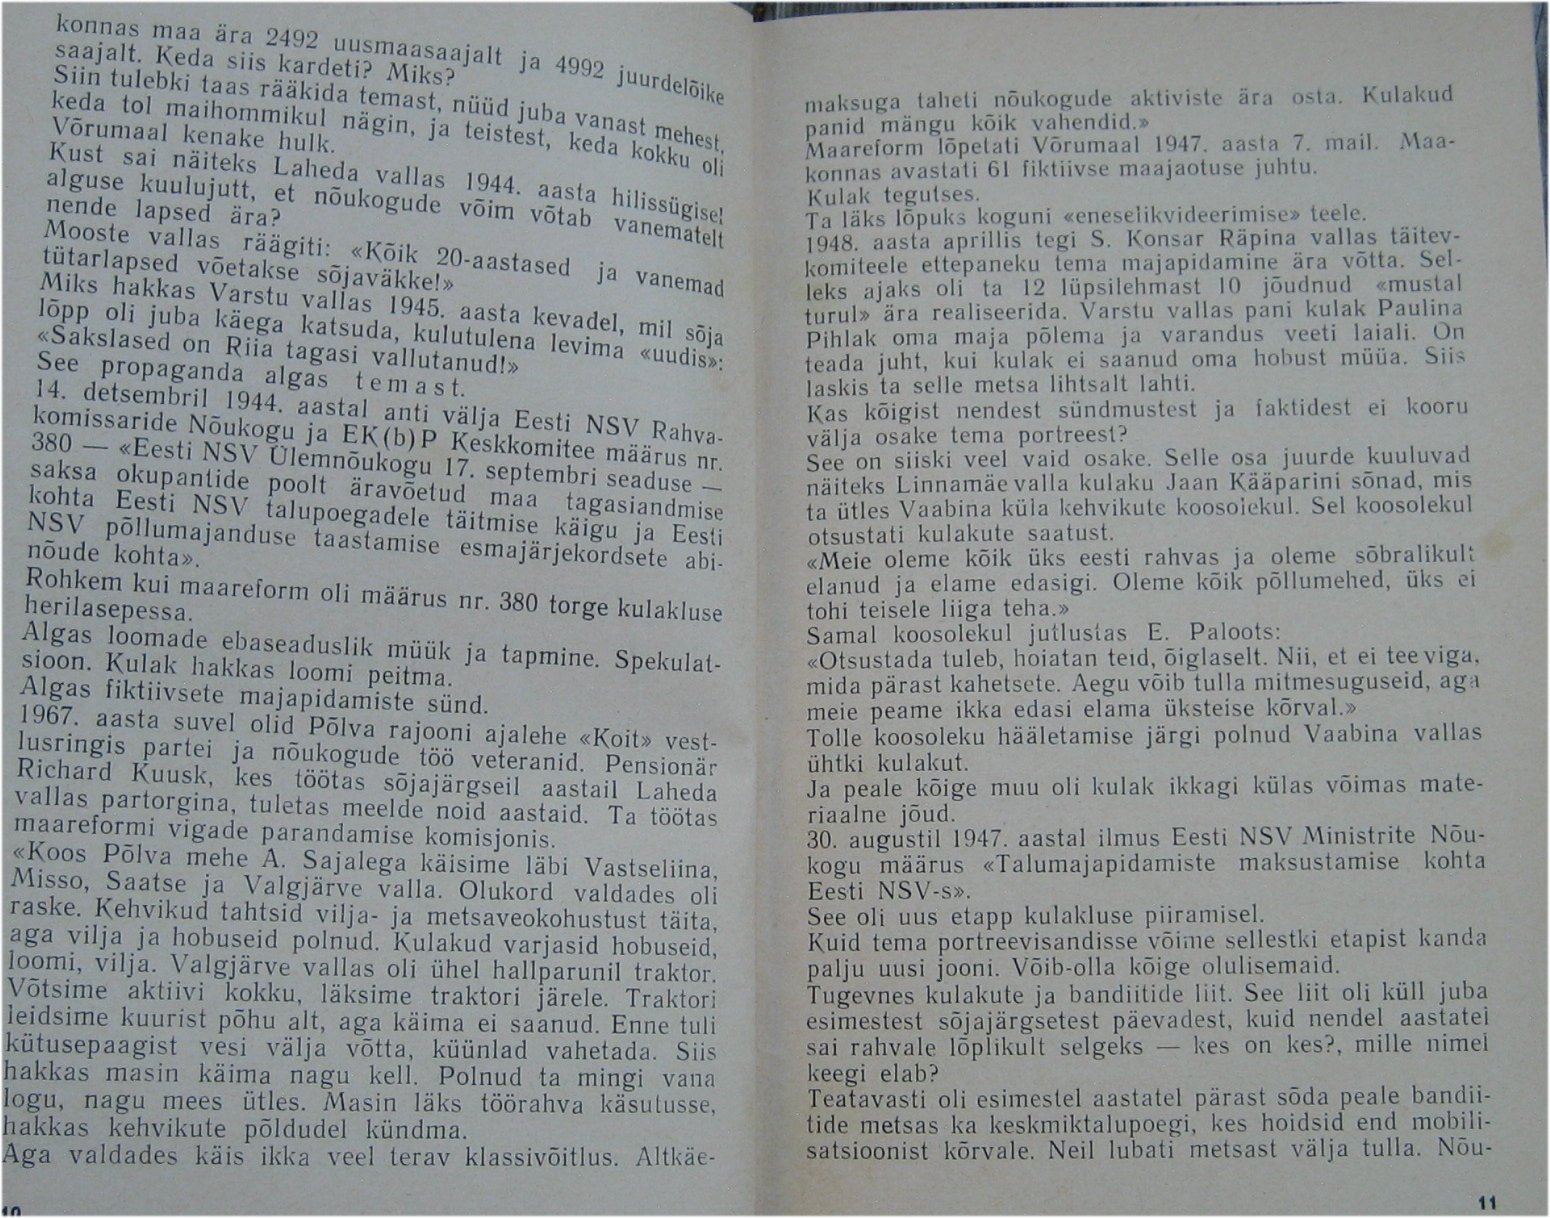 konnas maa ära 2492 uusmaasaajalt ja 4992 juurdelõike
saajalt. Keda siis kardeti? Miks?
Siin tulebki taas rääkida temast, nüüd juba vanast mehest,
keda tol maihommikul nägin, ja teistest, keda kokku oli
Võrumaal kenake hulk.
Kust sai näiteks Laheda vallas 1944. aasta hilissügisel
alguse kuulujutt, et nõukogude võim võtab vanematelt
nende lapsed ära?
Mooste vallas räägiti: «Kõik 20-aastased ja vanemad
tütarlapsed võetakse sõjaväkke!»
Miks hakkas Varstu vallas 1945. aasta kevadel, mil sõja
lõpp oli juba käega katsuda, kulutulena levima «uudis»:
«Sakslased on Riia tagasi vallutanud!»
See propaganda algas temast.
14. detsembril 1944. aastal anti välja Eesti NSV Rahva-
komissaride Nõukogu ja EK(b)P Keskkomitee määrus nr.
380 — «Eesti NSV Ülemnõukogu 17. septembri seaduse —
saksa okupantide poolt äravõetud maa tagasiandmise
kohta Eesti NSV talupoegadele täitmise käigu ja Eesti
NSV põllumajanduse taastamise esmajärjekordsete abi-
nõude kohta».
Rohkem kui maareform oli määrus nr. 380 torge kulakluse
herilasepessa.
Algas loomade ebaseaduslik müük ja tapmine. Spekulat-
sioon. Kulak hakkas loomi peitma.
Algas fiktiivsete majapidamiste sünd.
1967. aasta suvel olid Põlva rajooni ajalehe «Koit» vest-
lusringis partei ja nõukogude töö veteranid. Pensionär
Richard Kuusk, kes töötas sõjajärgseil aastail Laheda
vallas partorgina, tuletas meelde noid aastaid. Ta töötas
maareformi vigade parandamise komisjonis.
«Koos Põlva mehe A. Sajalega käisime läbi Vastseliina,
Misso, Saatse ja Valgjärve valla. Olukord valdades oli
raske. Kehvikud tahtsid vilja- ja metsaveokohustust täita,
aga vilja ja hobuseid polnud. Kulakud varjasid hobuseid,
loomi, vilja. Valgjärve vallas oli ühel hallparunil traktor.
Võtsime aktiivi kokku, läksime traktori järele. Traktori
leidsime kuurist põhu alt, aga käima ei saanud. Enne tuli
kütusepaagist vesi välja võtta, küünlad vahetada. Siis
hakkas masin käima nagu kell. Polnud ta mingi vana
logu, nagu mees ütles. Masin läks töörahva käsutusse,
hakkas kehvikute põldudel kündma.
Aga valdades käis ikka veel terav klassivõitlus. Altkäe-
10
maksuga taheti nõukogude aktiviste ära osta. Kulakud
panid mängu kõik vahendid.»
Maareform lõpetati Võrumaal 1947. aasta 7. mail. Maa-
konnas avastati 61 fiktiivse maajaotuse juhtu.
Kulak tegutses.
Ta läks lõpuks koguni «eneselikvideerimise» teele.
1948. aasta aprillis tegi S. Konsar Räpina vallas täitev-
komiteele ettepaneku tema majapidamine ära võtta. Sel-
leks ajaks oli ta 12 lüpsilehmast 10 jõudnud «mustal
turul» ära realiseerida. Varstu vallas pani kulak Paulina
Pihlak oma maja põlema ja varandus veeti laiali. On
teada juht, kui kulak ei saanud oma hobust müüa. Siis
laskis ta selle metsa lihtsalt lahti.
Kas kõigist nendest sündmustest ja faktidest ei kooru
välja osake tema portreest?
See on siiski veel vaid osake. Selle osa juurde kuuluvad
näiteks Linnamäe valla kulaku Jaan Kääparini sõnad, mis
ta ütles Vaabina küla kehvikute koosolekul. Sel koosolekul
otsustati kulakute saatust.
«Meie oleme kõik üks eesti rahvas ja oleme sõbralikult
elanud ja elame edasigi. Oleme kõik põllumehed, üks ei
tohi teisele liiga teha.»
Samal koosolekul jutlustas E. Paloots:
«Otsustada tuleb, hoiatan teid, õiglaselt. Nii, et ei tee viga,
mida pärast kahetsete. Aegu võib tulla mitmesuguseid, aga
meie peame ikka edasi elama üksteise kõrval.»
Tolle koosoleku hääletamise järgi polnud Vaabina vallas
ühtki kulakut.
Ja peale kõige muu oli kulak ikkagi külas võimas mate-
riaalne jõud.
30. augustil 1947. aastal ilmus Eesti NSV Ministrite Nõu-
kogu määrus «Talumajapidamiste maksustamise kohta
Eesti NSV-s».
See oli uus etapp kulakluse piiramisel.
Kuid tema portreevisandisse võime sellestki etapist kanda
palju uusi jooni. Võib-olla kõige olulisemaid.
Tugevnes kulakute ja bandiitide liit. See liit oli küll juba
esimestest sõjajärgsetest päevadest, kuid nendel aastatel
sai rahvale lõplikult selgeks — kes on kes?, mille nimel
keegi elab?
Teatavasti oli esimestel aastatel pärast sõda peale bandii-
tide metsas ka keskmiktalupoegi, kes hoidsid end mobili-
satsioonist kõrvale. Neil lubati metsast välja tulla. Nõu-
11